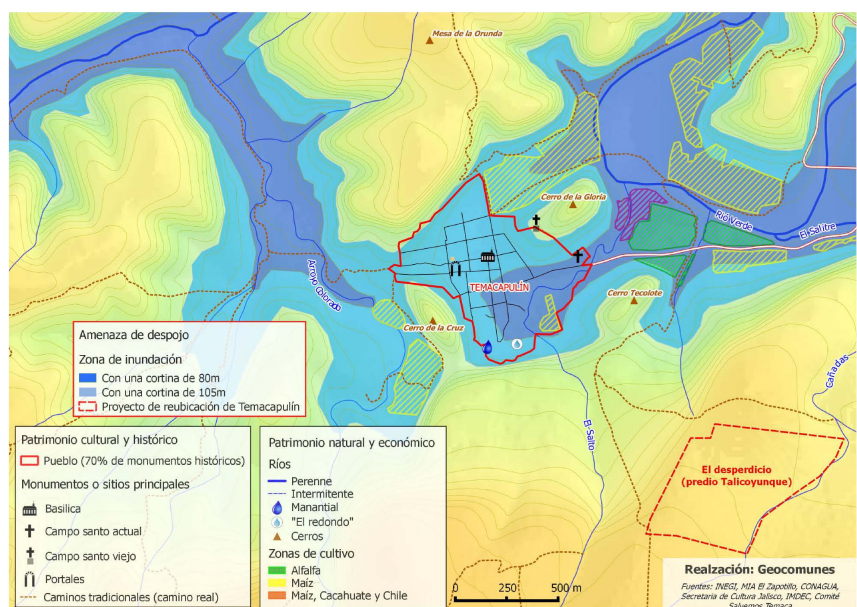 Mesa de la Orunda
Cerro de la Gloria
Río Verde
El Salitre
TEMACAPULÍN
Arroyo Colorado
Cerro Tecolote
Cerro de la Cruz
Cañadas
El Salto
El desperdicio
(predio Talicoyunque)
Amenaza de despojo
Zona de inundación
Con una cortina de 80m
Con una cortina de 105m
Proyecto de reubicación de Temacapulín
Patrimonio cultural y histórico
Pueblo (70% de monumentos históricos)
Monumentos o sitios principales
Basilica
Campo santo actual
Campo santo viejo
Portales
Caminos tradicionales (camino real)
Patrimonio natural y económico
Ríos
Perenne
Intermitente
Manantial
"El redondo"
Cerros
Zonas de cultivo
Alfalfa
Maíz
Maíz, Cacahuate y Chile
0 250 500 m
Realzación: Geocomunes
Fuentes: INEGI, MIA El Zapotillo, CONAGUA,
Secretaria de Cultura Jalisco, IMDEC, Comité
Salvemos Temaca